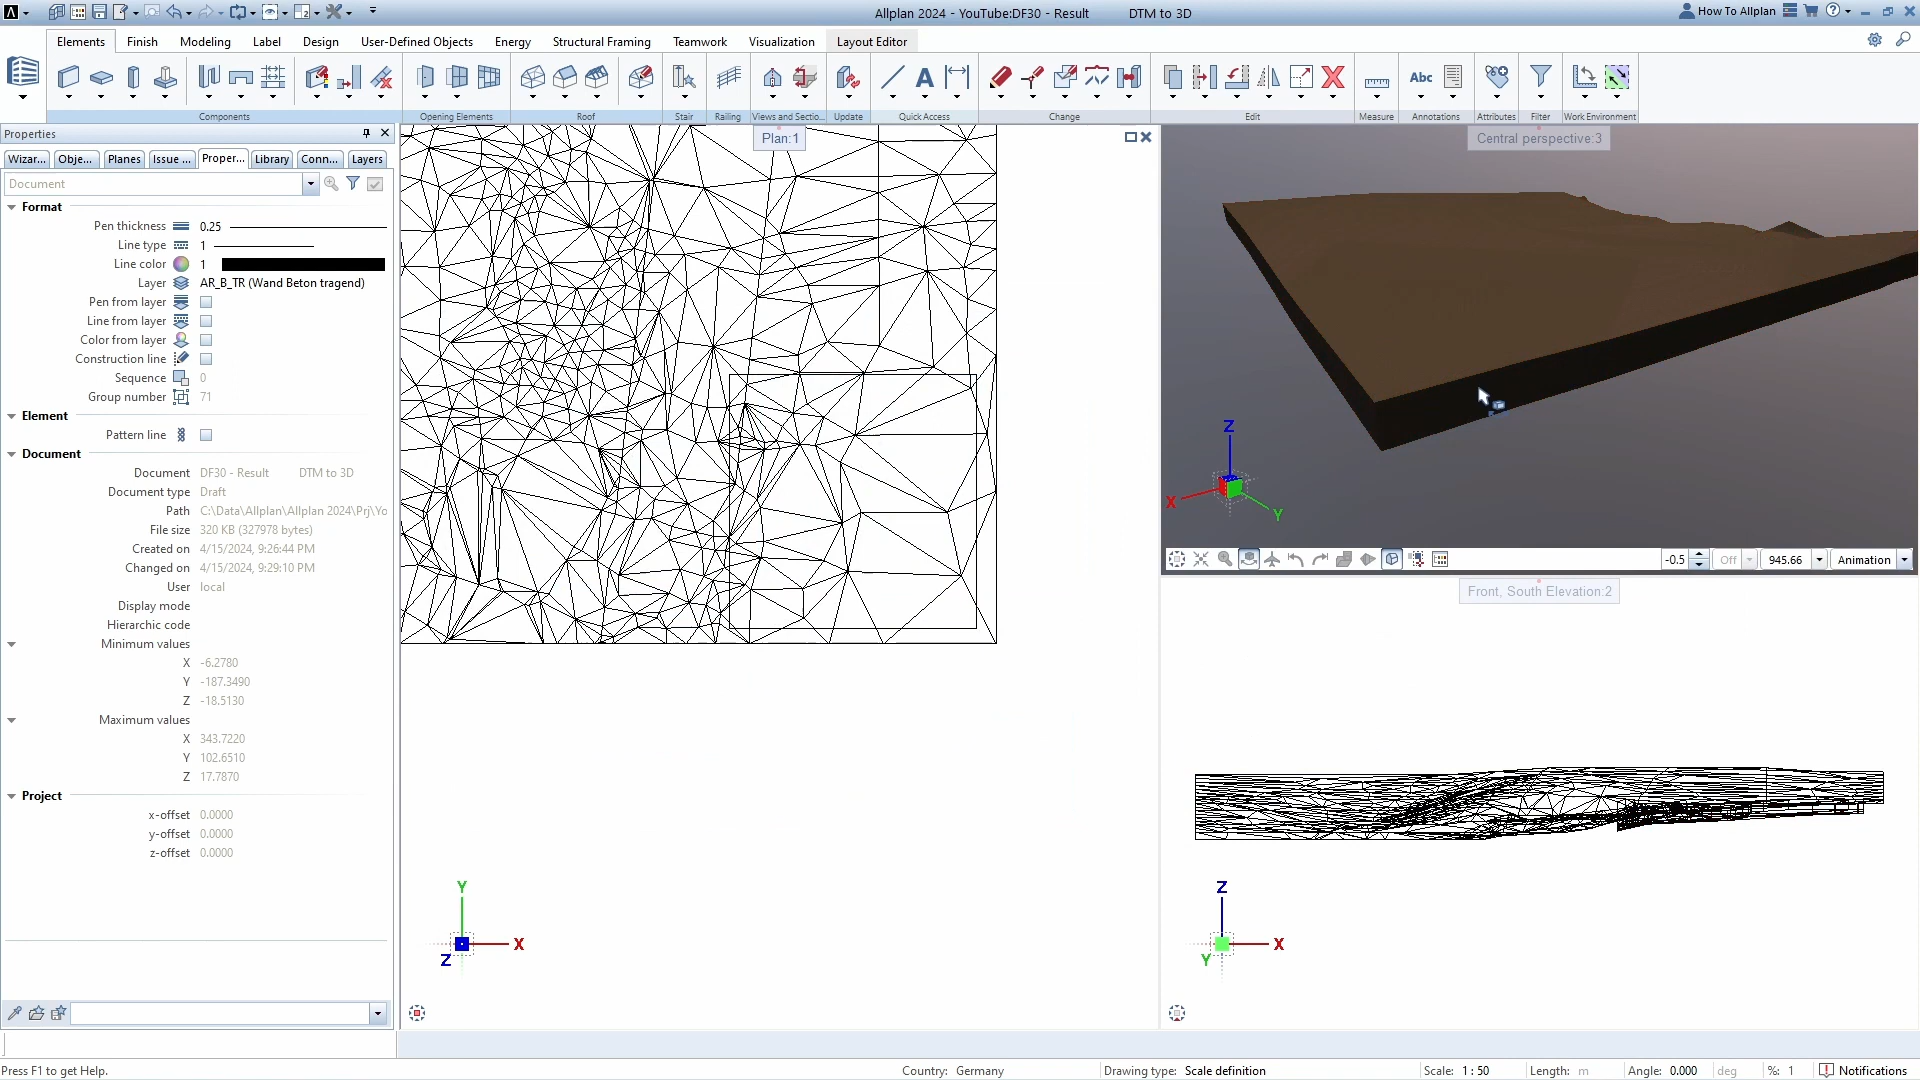 Allplan 2024 - YouTube:DF30 - Result DTM to 3D
How To Allplan
Elements Finish Modeling Label Design User-Defined Objects Energy Structural Framing Teamwork Visualization Layout Editor
Abc
Components Opening Elements Roof Stair Railing Views and Sectio... Update Quick Access Change Edit Measure Annotations Attributes Filter Work Environment
Properties
Wizar... Obje... Planes Issue ... Proper... Library Conn... Layers
Document
Format
Pen thickness 0.25
Line type 1
Line color 1
Layer AR_B_TR (Wand Beton tragend)
Pen from layer
Line from layer
Color from layer
Construction line
Sequence 0
Group number 71
Element
Pattern line
Document
Document DF30 - Result DTM to 3D
Document type Draft
Path C:\Data\Allplan\Allplan 2024\Prj\Yo
File size 320 KB (327978 bytes)
Created on 4/15/2024, 9:26:44 PM
Changed on 4/15/2024, 9:29:10 PM
User local
Display mode
Hierarchic code
Minimum values
X -6.2780
Y -187.3490
Z -18.5130
Maximum values
X 343.7220
Y 102.6510
Z 17.7870
Project
x-offset 0.0000
y-offset 0.0000
z-offset 0.0000
Plan:1
Y
X
Z
Central perspective:3
Z
X
Y
-0.5 Off 945.66 Animation
Front, South Elevation:2
Z
X
Y
Press F1 to get Help. Country: Germany Drawing type: Scale definition Scale: 1 : 50 Length: m Angle: 0.000 deg %: 1 Notifications